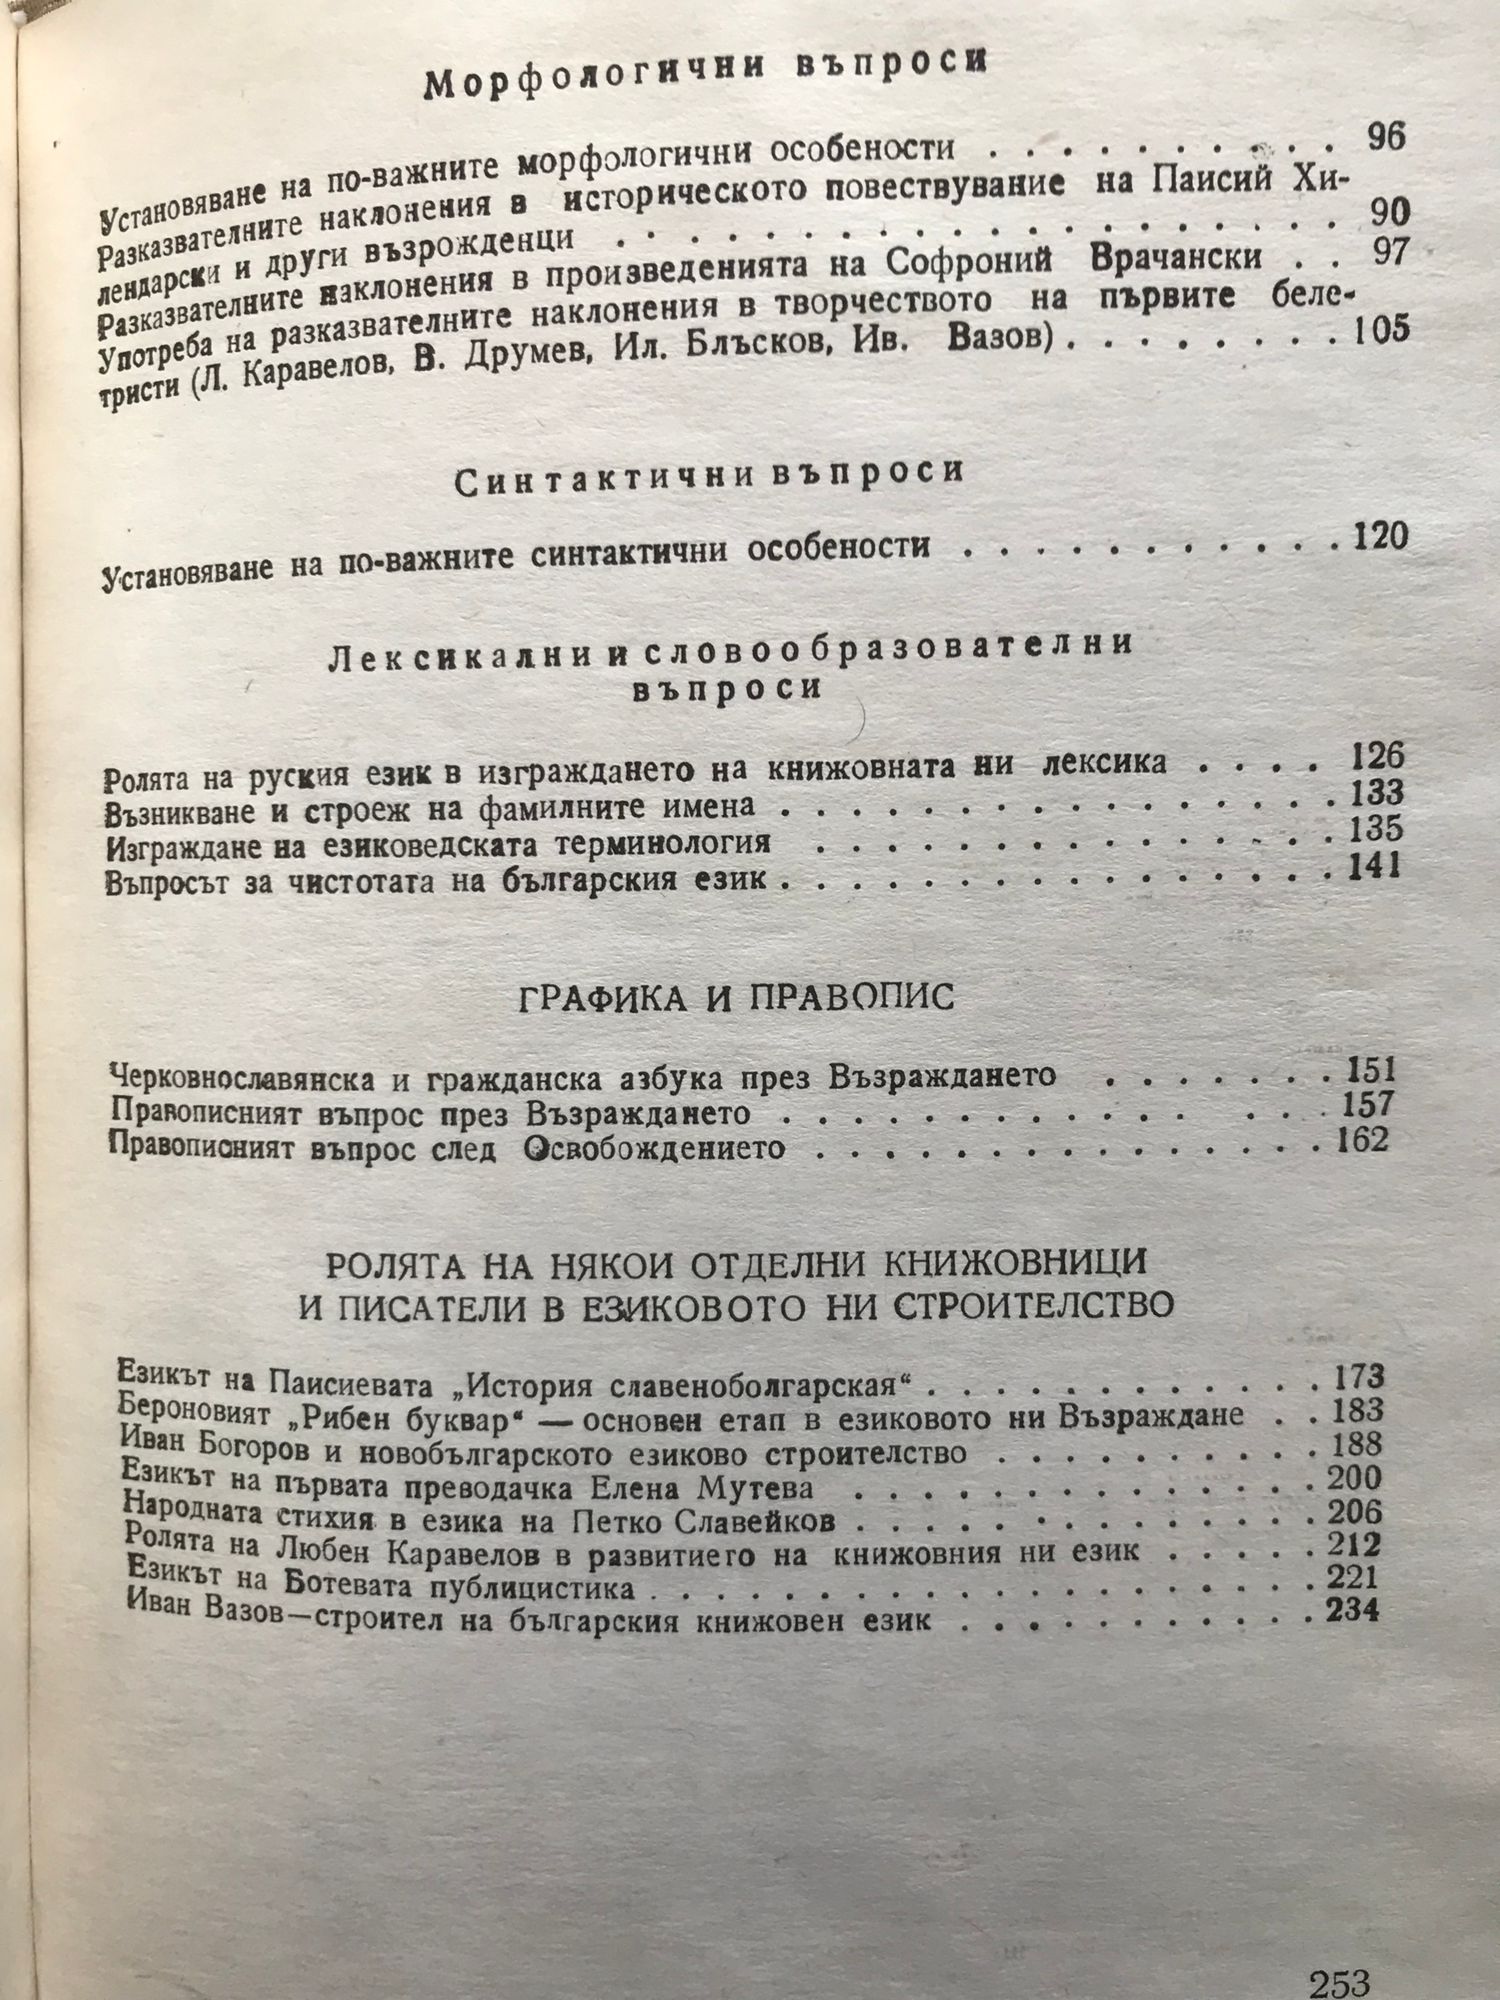 Морфологични въпроси
Установяване на по-важните морфологични особености . . . . . . . . . . . 96
Разказвателните наклонения в исторического повествувание на Паисий Хи-
лендарски и други възрожденци . . . . . . . . . . . . . . . . . . . . 90
Разказвателните наклонения в произведенията на Софроний Врачански . . 97
Употреба на разказвателните наклонения в творчеството на първите беле-
тристи (Л. Каравелов, В. Друмев, Ил. Блъсков, Ив. Вазов) . . . . . . . . 105
Синтактични въпроси
Установяване на по-важните синтактични особености . . . . . . . . . . . 120
Лексикални и словообразователни
въпроси
Ролята на руския език в изграждането на книжовната ни лексика . . . . 126
Възникване и строеж на фамилните имена . . . . . . . . . . . . . . . . 133
Изграждане на езиковедската терминология . . . . . . . . . . . . . . . 135
Въпросът за чистотата на българския език . . . . . . . . . . . . . . . . 141
ГРАФИКА И ПРАВОПИС
Черковнославянска и гражданска азбука през Възраждането . . . . . . . 151
Правописният въпрос през Възраждането . . . . . . . . . . . . . . . 157
Правописният въпрос след Освобождението . . . . . . . . . . . . . . . 162
РОЛЯТА НА НЯКОИ ОТДЕЛНИ КНИЖОВНИЦИ
И ПИСАТЕЛИ В ЕЗИКОВОТО НИ СТРОИТЕЛСТВО
Езикът на Паисиевата „История славеноболгарская“ . . . . . . . . . . . . 173
Бероновият „Рибен буквар“ — основен етап в езиковото ни Възраждане . . 183
Иван Богоров и новобългарското езиково строителство . . . . . . . . . . 188
Езикът на първата преводачка Елена Мутева . . . . . . . . . . . . . . 200
Народната стихия в езика на Петко Славейков . . . . . . . . . . . . . . 206
Ролята на Любен Каравелов в развитието на книжовния ни език . . . . . 212
Езикът на Ботевата публицистика . . . . . . . . . . . . . . . . . . . 221
Иван Вазов—строител на българския книжовен език . . . . . . . . . . . 234
253